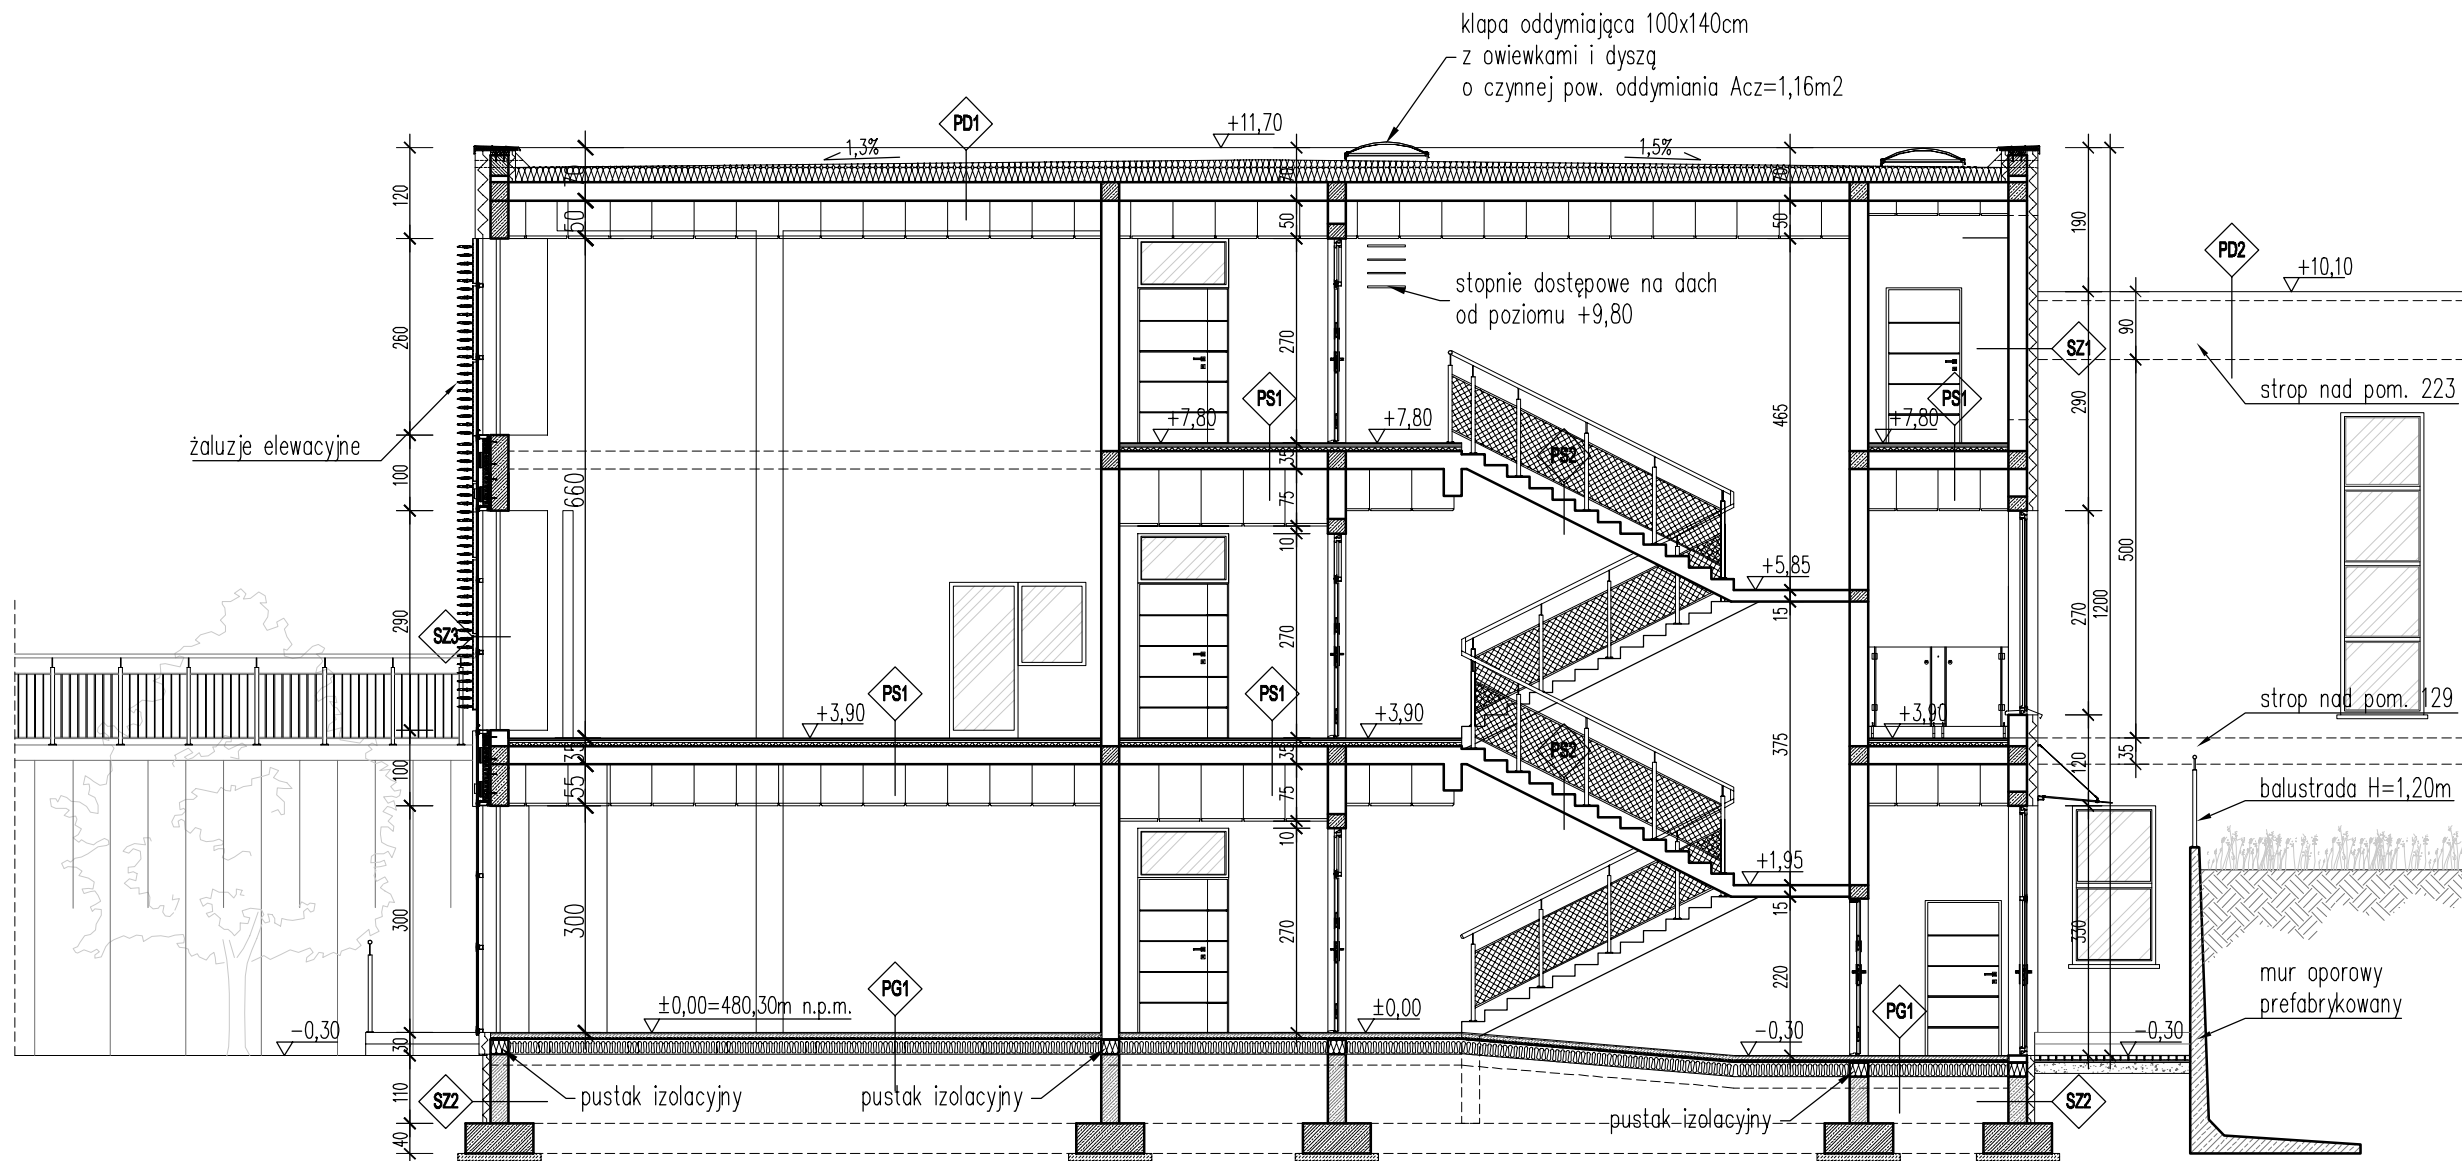 klapa oddymiająca 100x140cm
z owiewkami i dyszą
o czynnej pow. oddymiania Acz=1,16m2
PD1
+11,70
1,3%
1,5%
70
70
70
120
50
50
50
190
PD2
+10,10
stopnie dostępowe na dach
od poziomu +9,80
90
SZ1
260
270
465
290
strop nad pom. 223
PS1
PS1
+7,80
+7,80
+7,80
żaluzje elewacyjne
PS2
35
100
660
75
10
500
+5,85
15
270
1200
290
SZ3
270
PS1
PS1
strop nad pom. 129
+3,90
+3,90
+3,90
PS2
375
35
35
35
100
55
75
120
balustrada H=1,20m
10
+1,95
15
300
300
270
330
220
mur oporowy
prefabrykowany
PG1
±0,00=480,30m n.p.m.
±0,00
PG1
-0,30
-0,30
-0,30
30
110
SZ2
pustak izolacyjny
pustak izolacyjny
pustak izolacyjny
SZ2
40